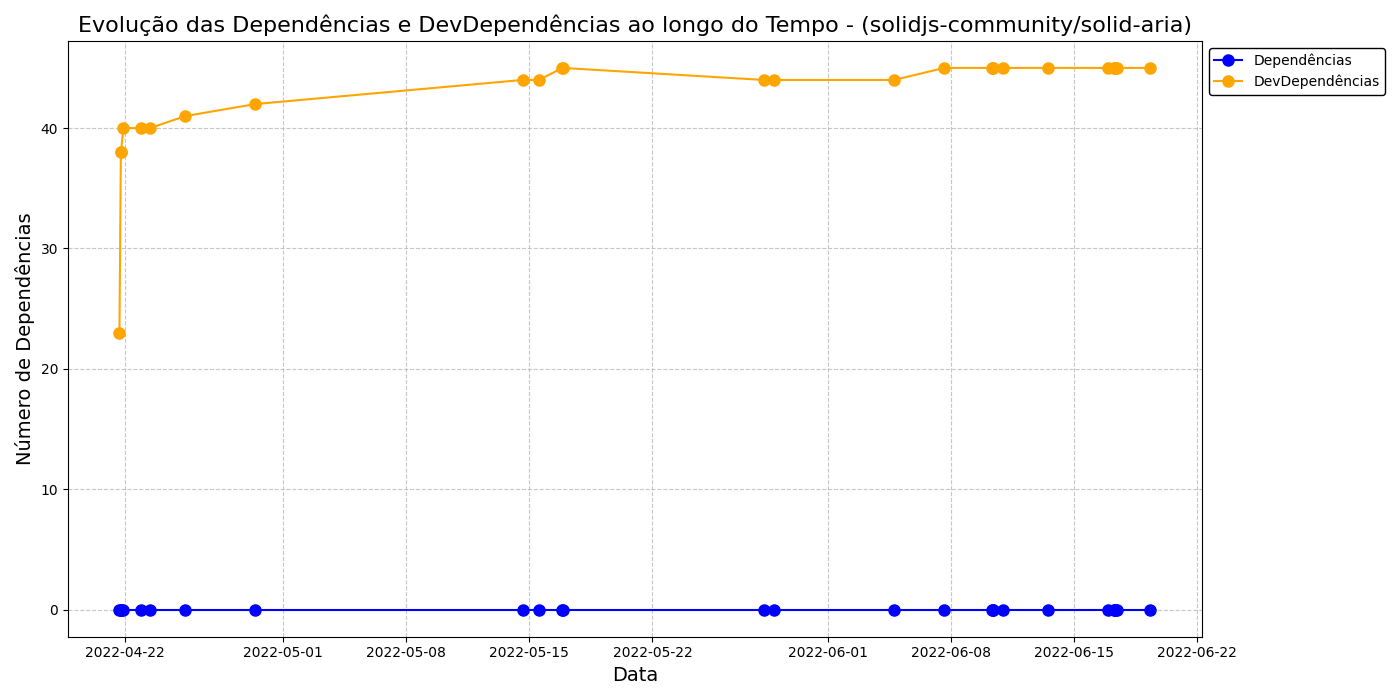 Evolução das Dependências e DevDependências ao longo do Tempo - (solidjs-community/solid-aria)
Dependências
DevDependências
Número de Dependências
40
30
20
10
0
2022-04-22
2022-05-01
2022-05-08
2022-05-15
2022-05-22
2022-06-01
2022-06-08
2022-06-15
2022-06-22
Data